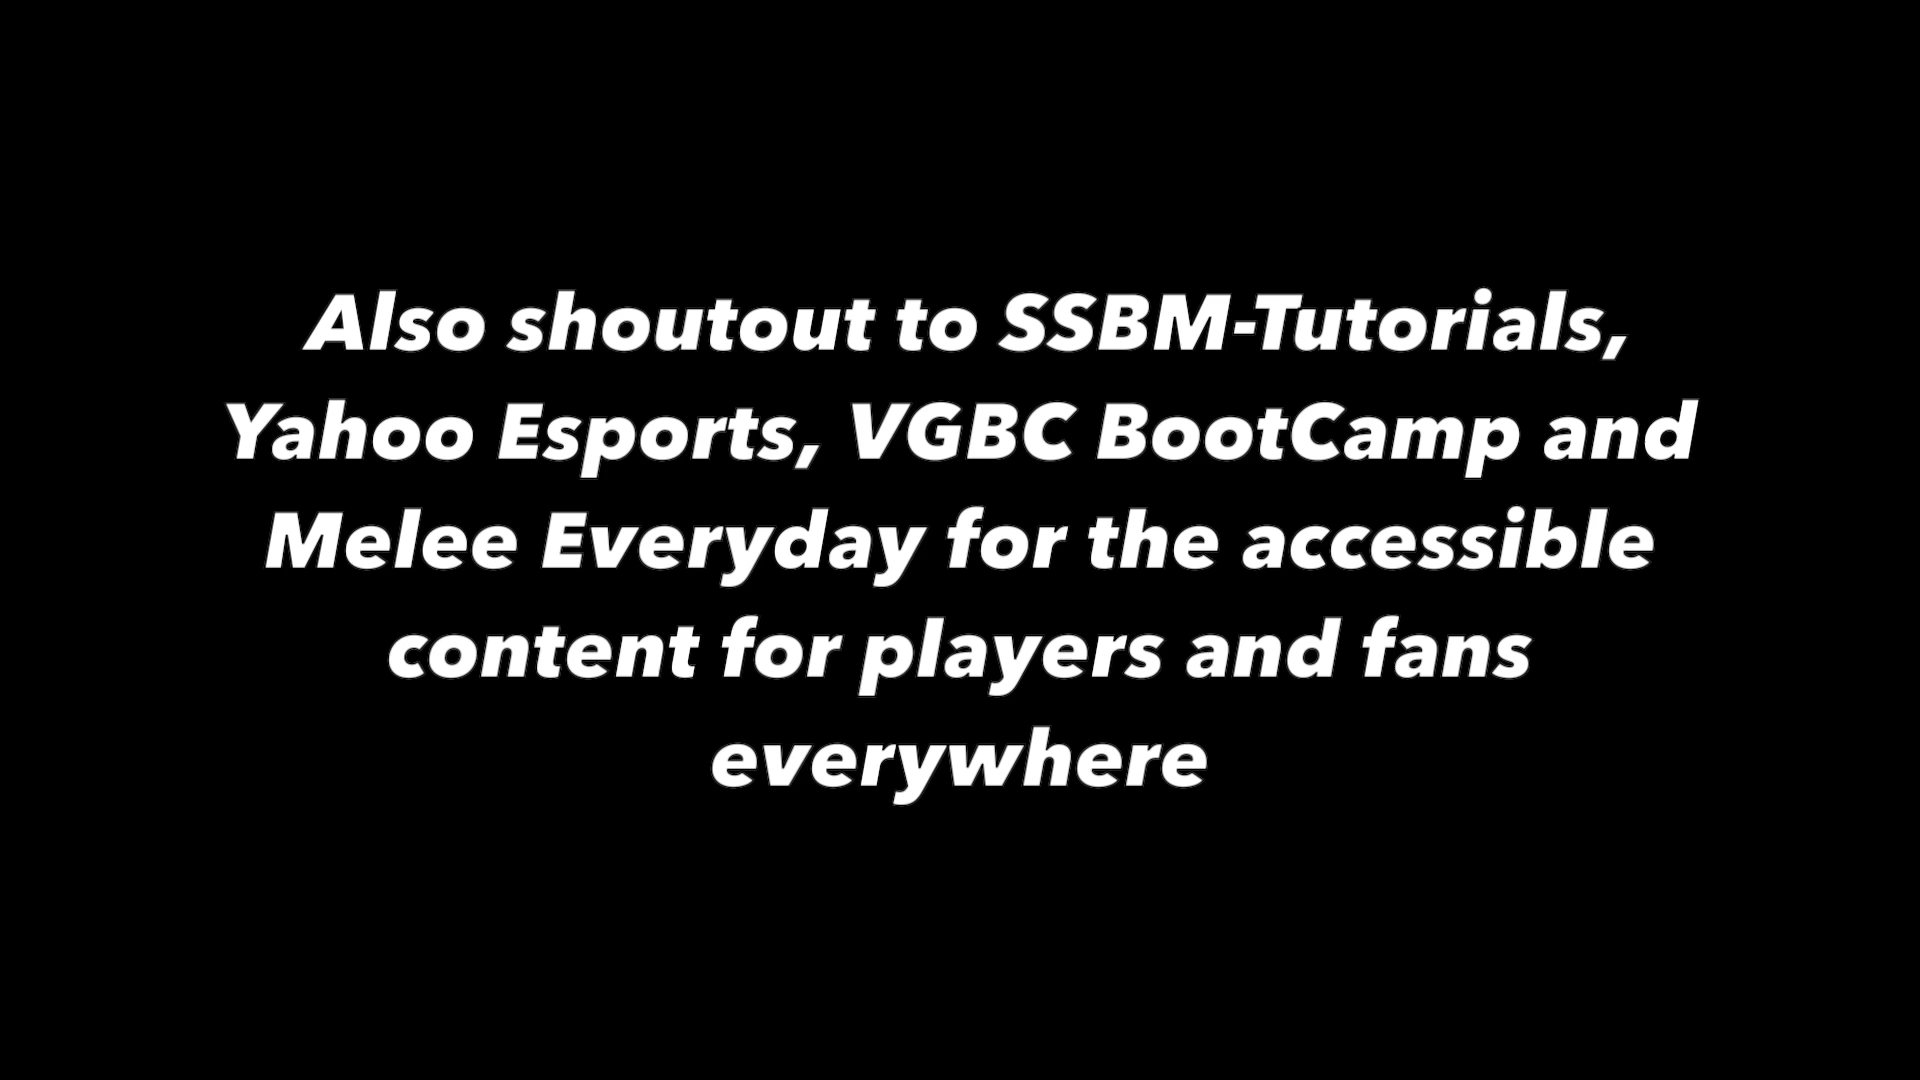 Also shoutout to SSBM-Tutorials,
Yahoo Esports, VGBC BootCamp and
Melee Everyday for the accessible
content for players and fans
everywhere